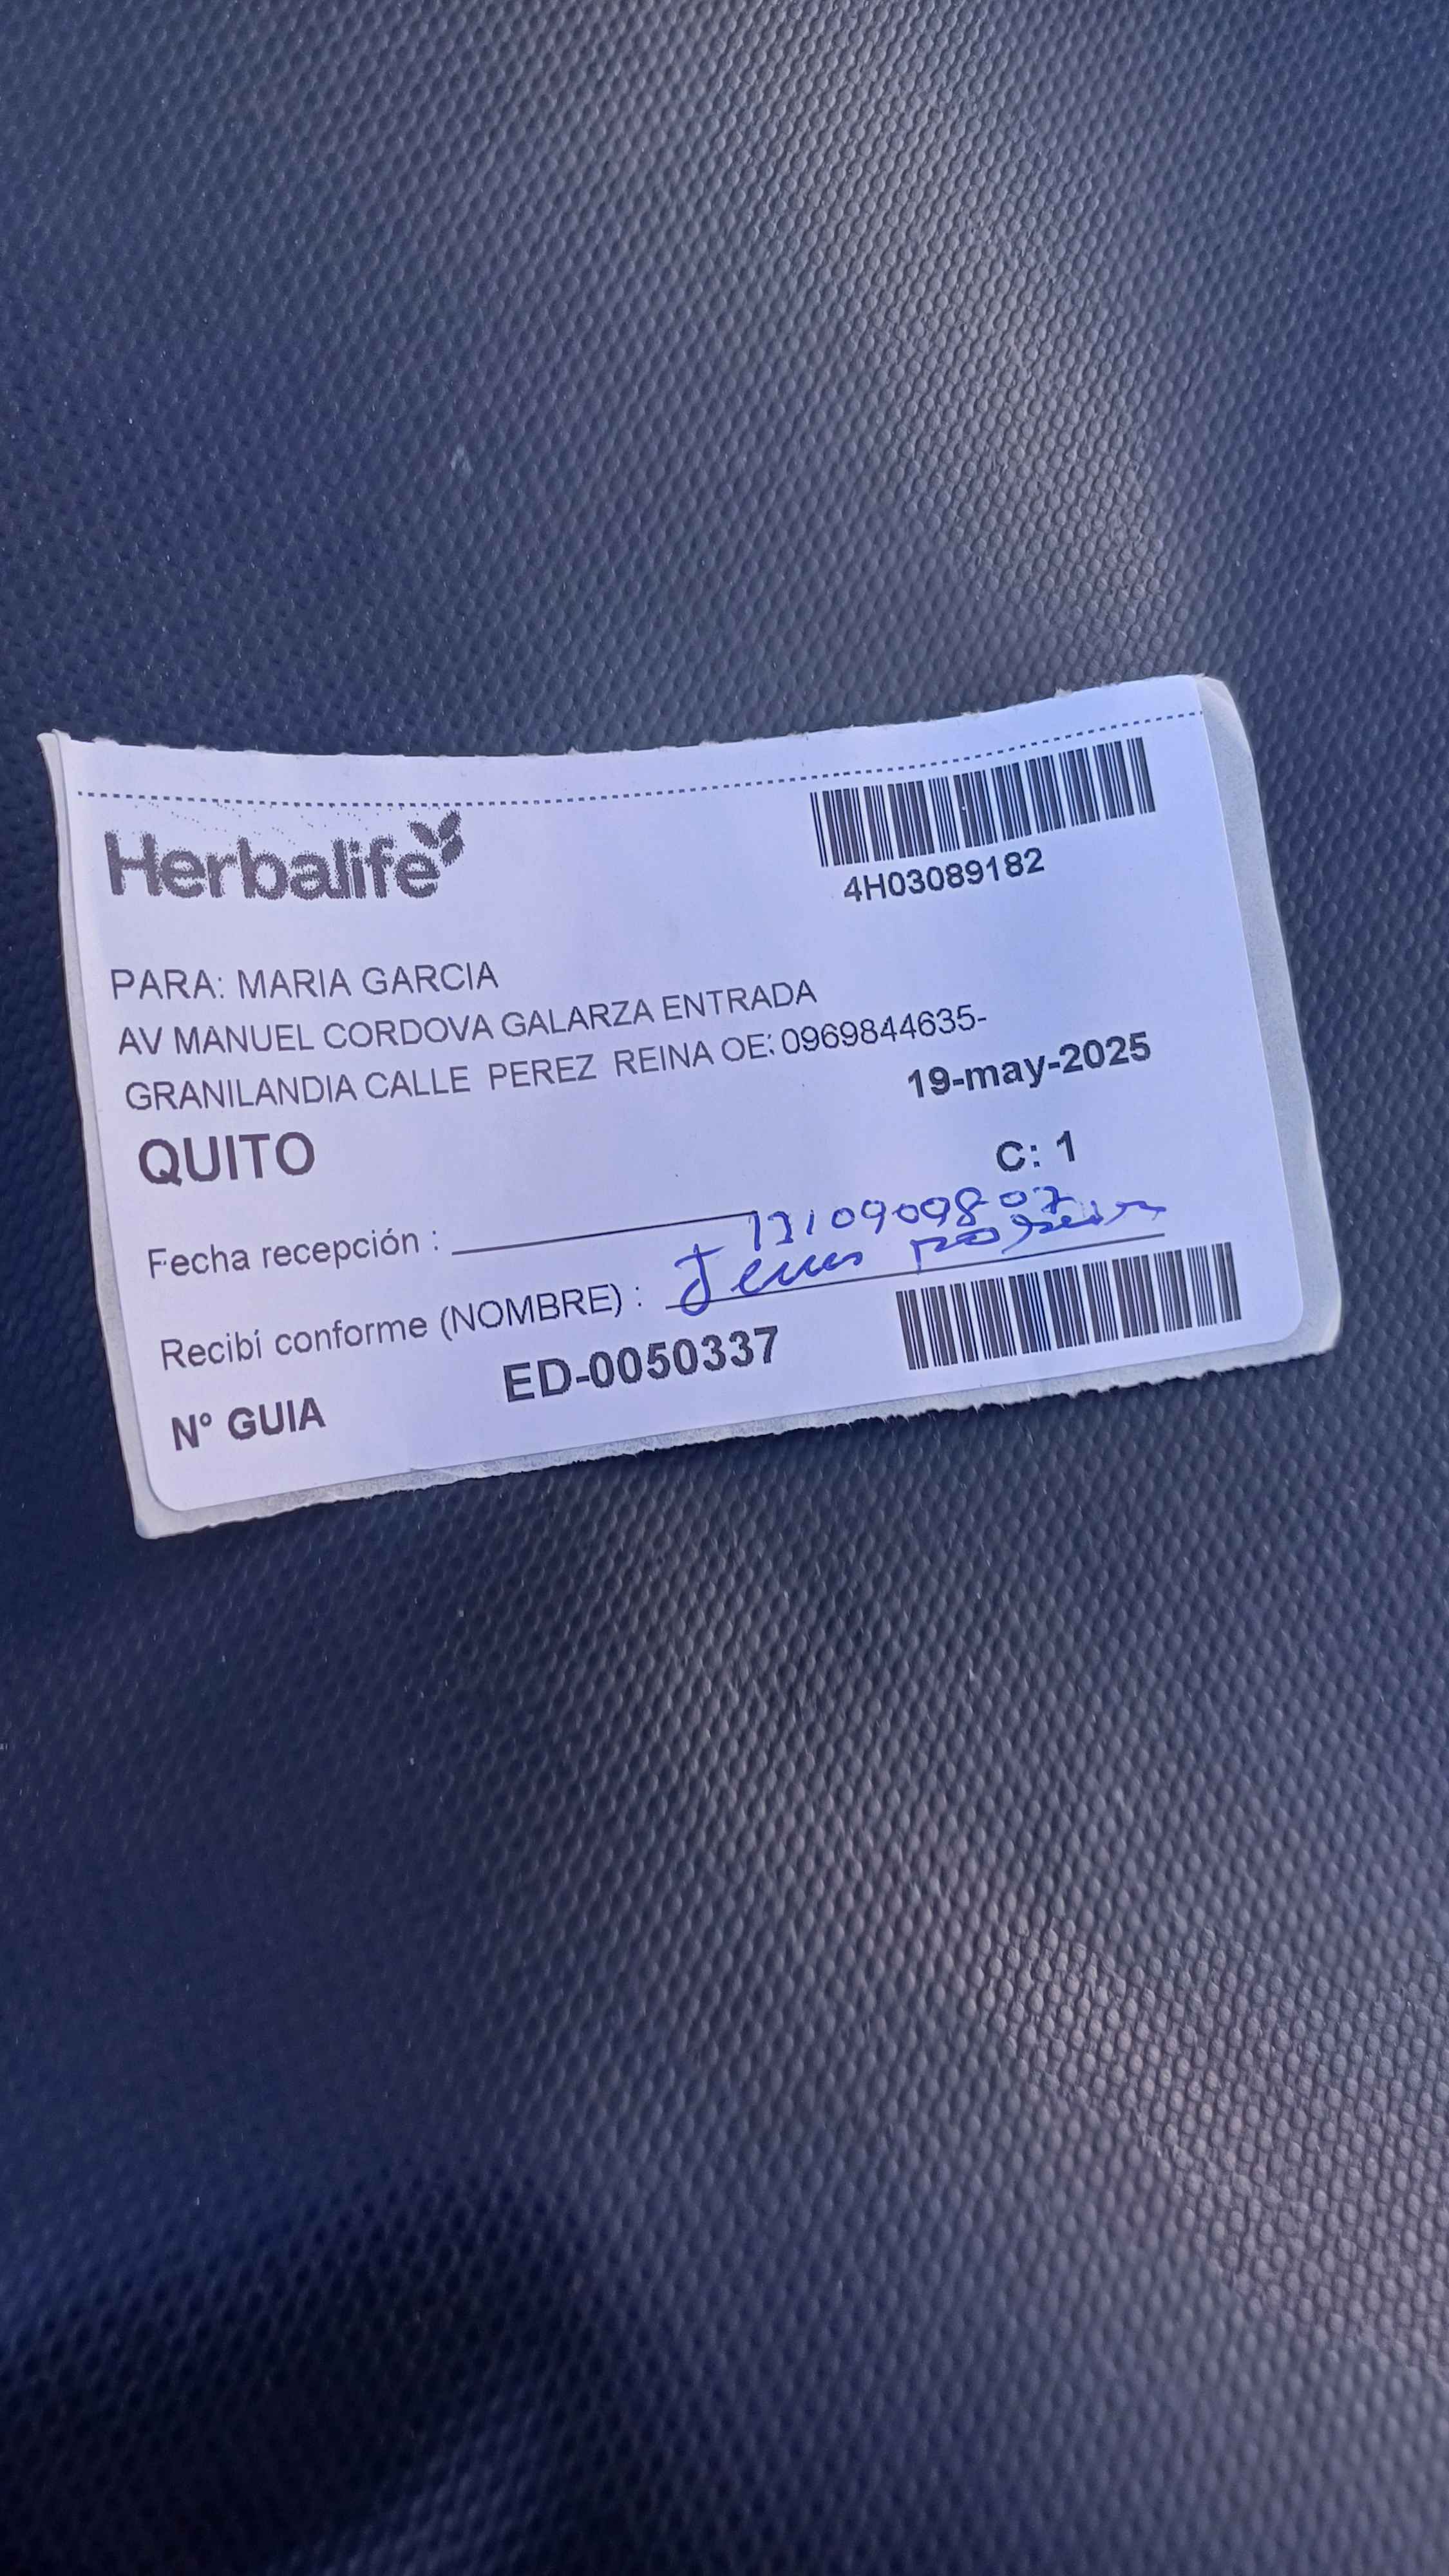 Herbalife
4H03089182
PARA: MARIA GARCIA
AV MANUEL CORDOVA GALARZA ENTRADA
GRANILANDIA CALLE PEREZ REINA OE: 0969844635-
19-may-2025
QUITO
C: 1
Fecha recepción :
Recibí conforme (NOMBRE) : Jesus
Nº GUIA
ED-0050337